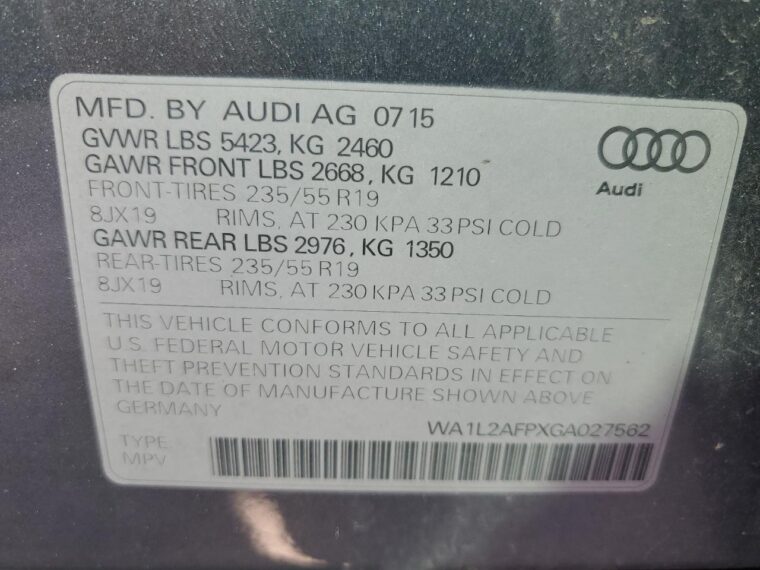 MFD. BY AUDI AG 0715
GVWR LBS 5423, KG 2460
GAWR FRONT LBS 2668, KG 1210
FRONT-TIRES 235/55 R19
8JX19 RIMS, AT 230 KPA 33 PSI COLD
GAWR REAR LBS 2976, KG 1350
REAR-TIRES 235/55 R19
8JX19 RIMS, AT 230 KPA 33 PSI COLD
Audi
THIS VEHICLE CONFORMS TO ALL APPLICABLE
U.S. FEDERAL MOTOR VEHICLE SAFETY AND
THEFT PREVENTION STANDARDS IN EFFECT ON
THE DATE OF MANUFACTURE SHOWN ABOVE
GERMANY
WA1L2AFPXGA027562
TYPE
MPV